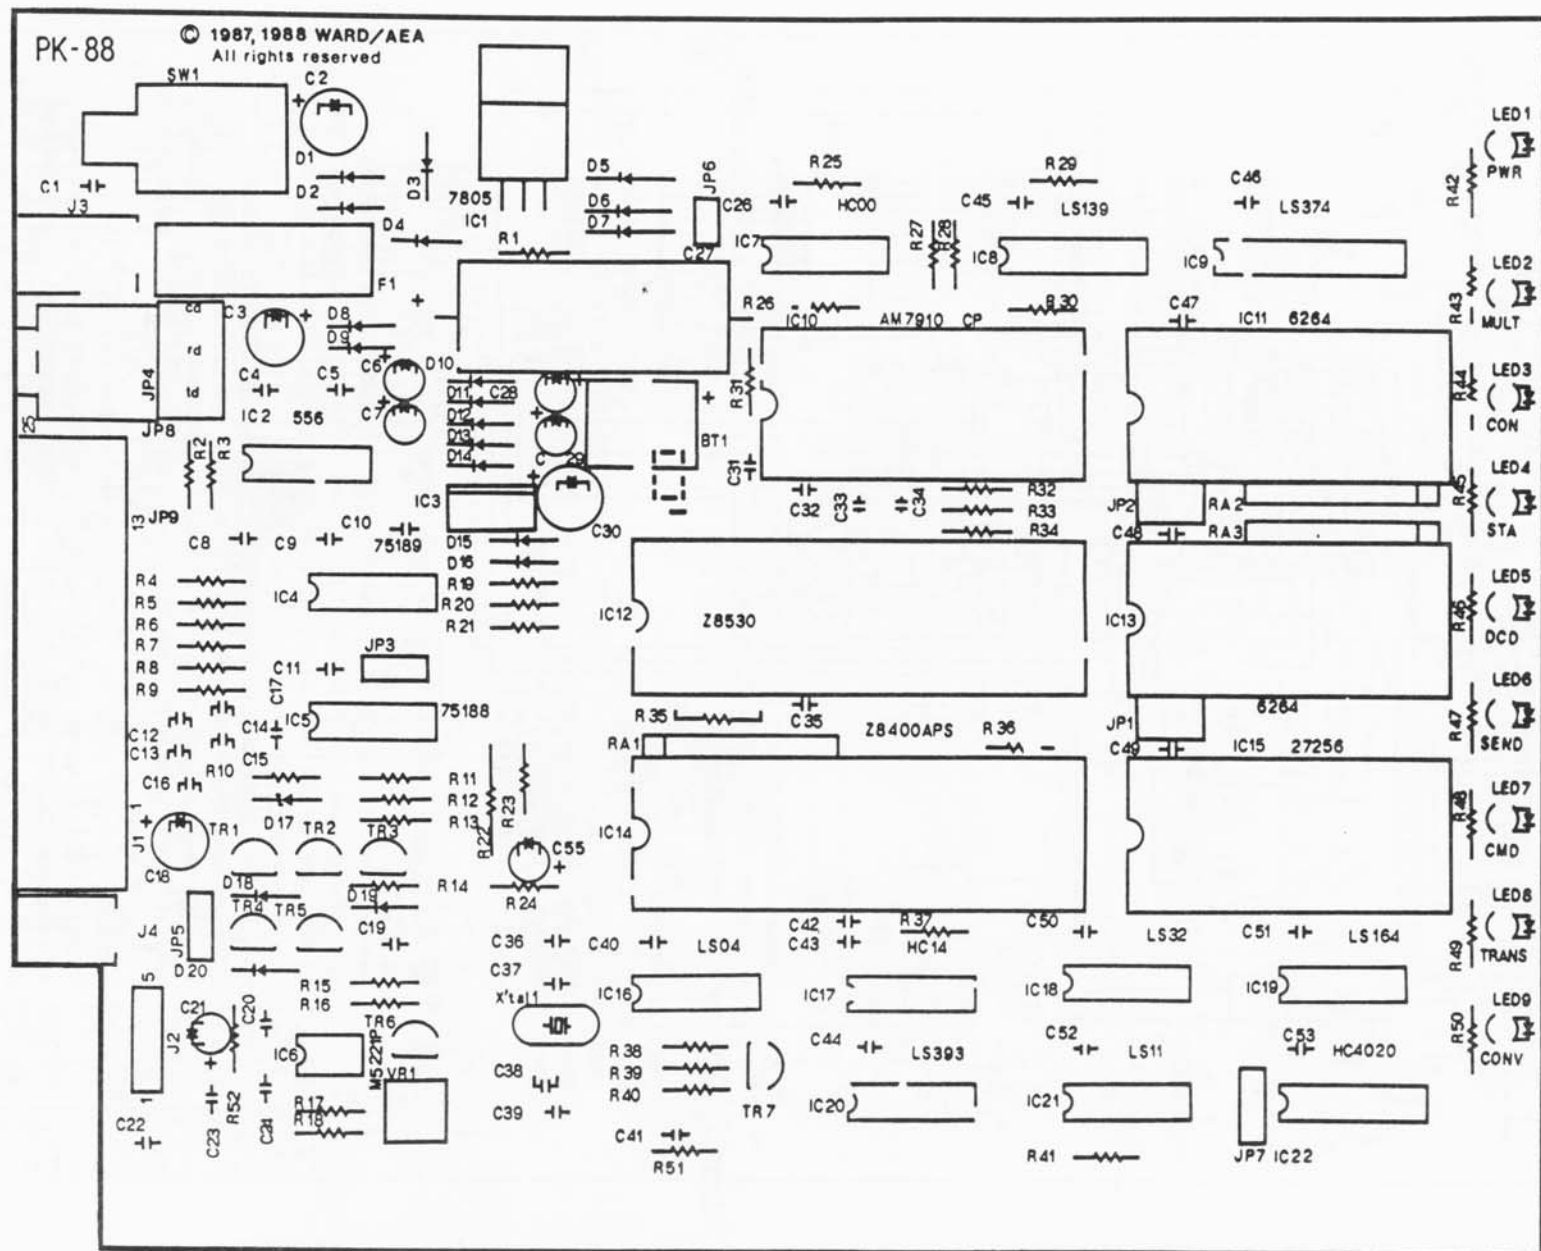 PK-88
© 1987, 1988 WARD/AEA
All rights reserved
SW1
C2
+
D1
D2
D3
C1
J3
D4
7805
IC1
R1
D5
D6
D7
JP6
C26
C27
R25
HC00
IC7
R26
R27
R28
R29
C45
LS139
IC8
R30
C46
LS374
IC9
C47
LED1
PWR
R42
LED2
MULT
R43
LED3
CON
R44
LED4
STA
R45
LED5
DCD
R46
LED6
SEND
R47
LED7
CMD
R48
LED8
TRANS
R49
LED9
CONV
R50
F1
cd
rd
td
JP4
JP8
C3
+
D8
D9
C4
C5
IC2
556
C6
+
C7
+
D10
D11
D12
D13
D14
C28
C29
+
BT1
+
IC3
C30
+
R2
R3
JP9
13
C8
C9
C10
75189
D15
D16
R19
R20
R21
R4
R5
R6
R7
R8
R9
IC4
JP3
C11
C17
C14
C15
IC5
75188
C12
C13
C16
R10
R11
R12
R13
R22
R23
D17
TR1
TR2
TR3
C18
+
J1
1
C55
+
R14
R24
D18
D19
TR4
TR5
C19
J4
JP5
D20
R15
R16
5
J2
1
C21
+
C20
IC6
M5221P
TR6
VR1
R52
C22
C23
C24
R17
R18
IC10
AM7910 CP
R31
C31
C32
C33
C34
R32
R33
R34
IC11
6264
JP2
RA2
RA3
C48
IC12
Z8530
IC13
6264
C35
R35
RA1
Z8400APS
R36
JP1
C49
IC15
27256
IC14
C36
C37
X'tal1
C38
C39
C40
LS04
IC16
R38
R39
R40
TR7
C41
R51
C42
C43
R37
HC14
IC17
C44
LS393
IC20
C50
LS32
IC18
C51
LS164
IC19
C52
LS11
IC21
R41
C53
HC4020
JP7
IC22